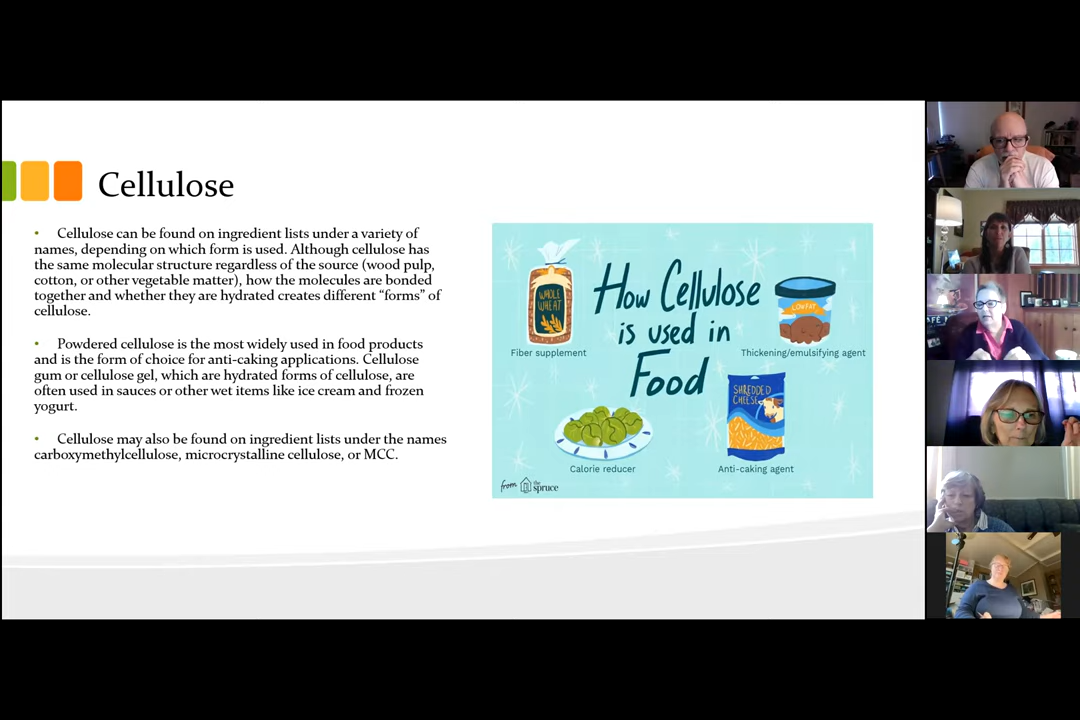 Cellulose
• Cellulose can be found on ingredient lists under a variety of
names, depending on which form is used. Although cellulose has
the same molecular structure regardless of the source (wood pulp,
cotton, or other vegetable matter), how the molecules are bonded
together and whether they are hydrated creates different “forms” of
cellulose.
• Powdered cellulose is the most widely used in food products
and is the form of choice for anti-caking applications. Cellulose
gum or cellulose gel, which are hydrated forms of cellulose, are
often used in sauces or other wet items like ice cream and frozen
yogurt.
• Cellulose may also be found on ingredient lists under the names
carboxymethylcellulose, microcrystalline cellulose, or MCC.
How Cellulose
is used in
Food
WHOLE
WHEAT
Fiber supplement
LOW FAT
Thickening/emulsifying agent
Calorie reducer
SHREDDED
CHEESE
Anti-caking agent
from the
spruce